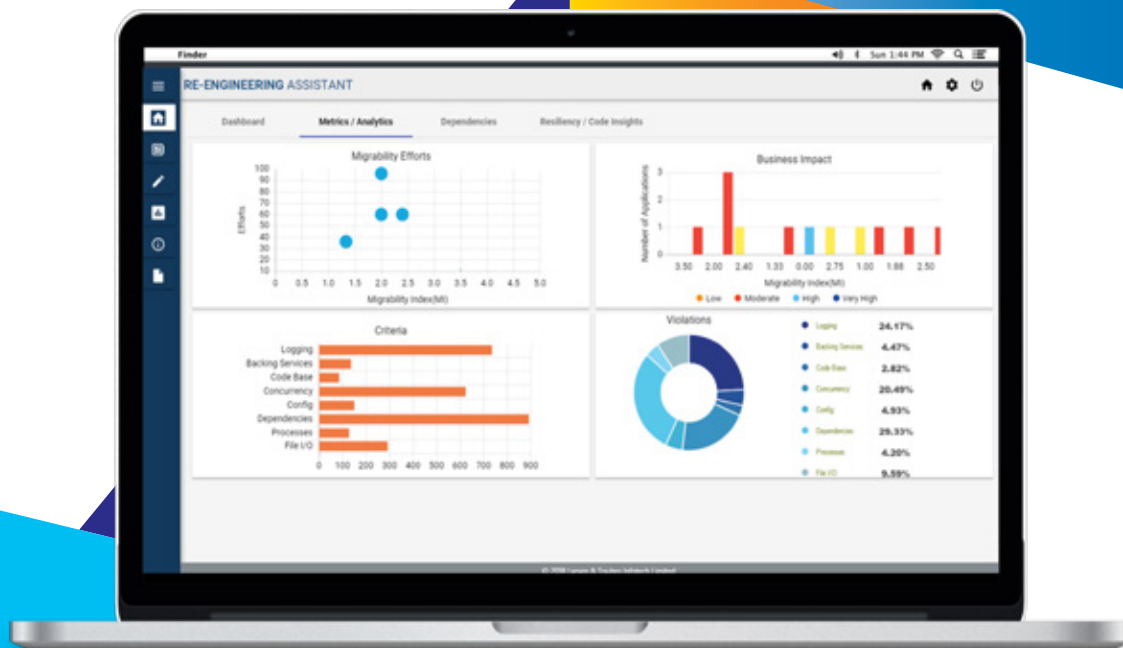 Finder
Sun 1:44 PM
RE-ENGINEERING ASSISTANT
Dashboard Metrics / Analytics Dependencies Resiliency / Code Insights
Migrability Efforts
Efforts
100
90
80
70
60
50
40
30
20
10
0 0.5 1.0 1.5 2.0 2.5 3.0 3.5 4.0 4.5 5.0
Migrability Index(MI)
Business Impact
Number of Applications
3
2
1
0
3.50 2.00 2.40 1.33 0.00 2.75 1.00 1.88 2.50
Migrability Index(MI)
Low Moderate High Very High
Criteria
Logging
Backing Services
Code Base
Concurrency
Config
Dependencies
Processes
File I/O
0 100 200 300 400 500 600 700 800 900
Violations
Logging 24.17%
Backing Services 4.47%
Code Base 2.82%
Concurrency 20.49%
Config 4.93%
Dependencies 29.33%
Processes 4.20%
File I/O 9.59%